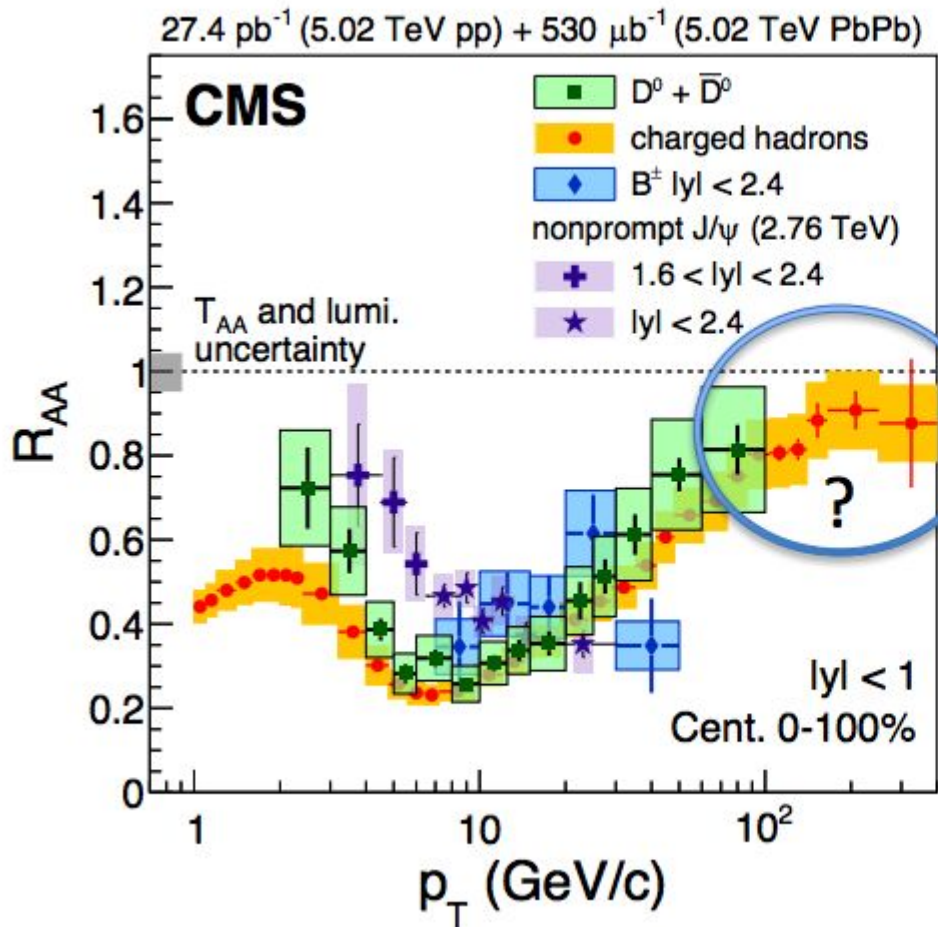 27.4 pb⁻¹ (5.02 TeV pp) + 530 μb⁻¹ (5.02 TeV PbPb)
CMS
D⁰ + D̅⁰
charged hadrons
B± |y| < 2.4
nonprompt J/ψ (2.76 TeV)
1.6 < |y| < 2.4
|y| < 2.4
T_AA and lumi.
uncertainty
?
|y| < 1
Cent. 0-100%
R_AA
1.6
1.4
1.2
1
0.8
0.6
0.4
0.2
0
1
10
10²
p_T (GeV/c)